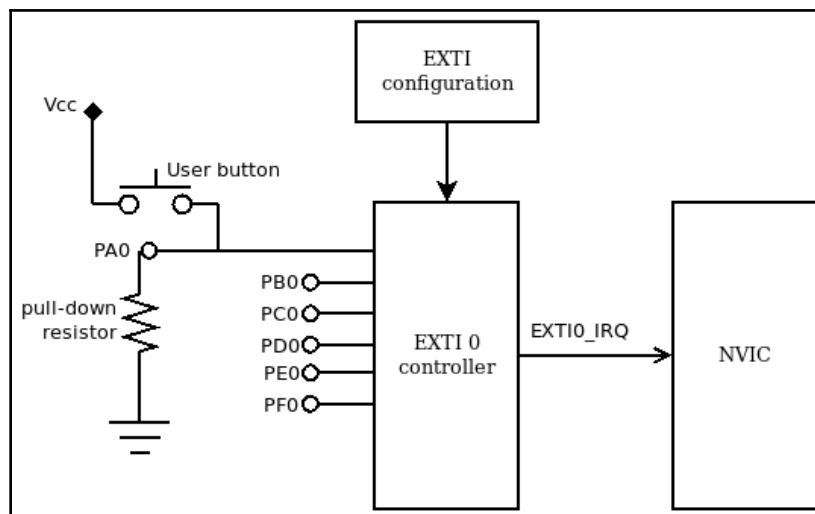 EXTI
configuration
Vcc
User button
PA0
pull-down
resistor
PB0
PC0
PD0
PE0
PF0
EXTI 0
controller
EXTI0_IRQ
NVIC